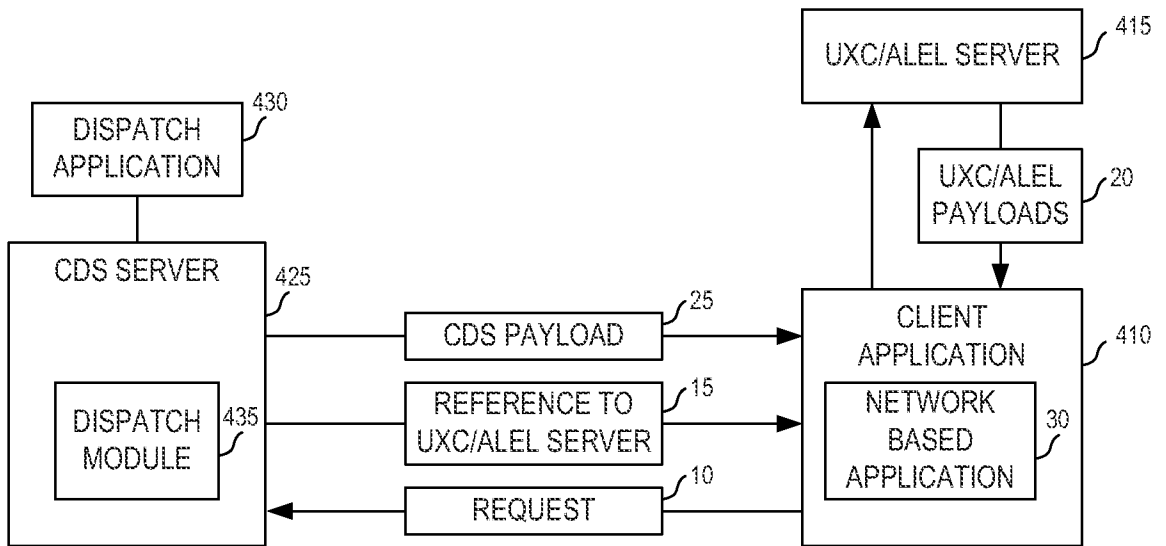 UXC/ALEL SERVER
415
DISPATCH
APPLICATION
430
UXC/ALEL
PAYLOADS
20
CDS SERVER
425
CDS PAYLOAD
25
CLIENT
APPLICATION
410
DISPATCH
MODULE
435
REFERENCE TO
UXC/ALEL SERVER
15
NETWORK
BASED
APPLICATION
30
REQUEST
10